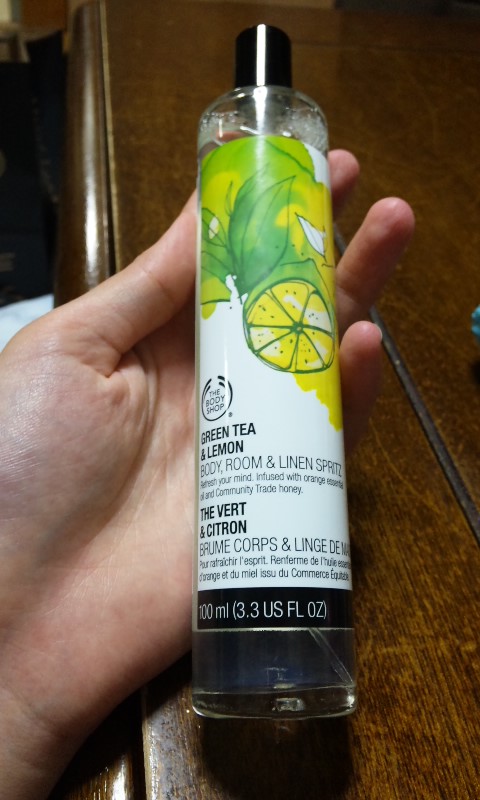 THE
BODY
SHOP
®
GREEN TEA
& LEMON
BODY, ROOM & LINEN SPRITZ
Refresh your mind. Infused with orange essential
oil and Community Trade honey.
THE VERT
& CITRON
BRUME CORPS & LINGE DE
Pour rafraîchir l'esprit. Renferme de l'huile
d'orange et du miel issu du Commerce Équitable
100 ml (3.3 US FL OZ)